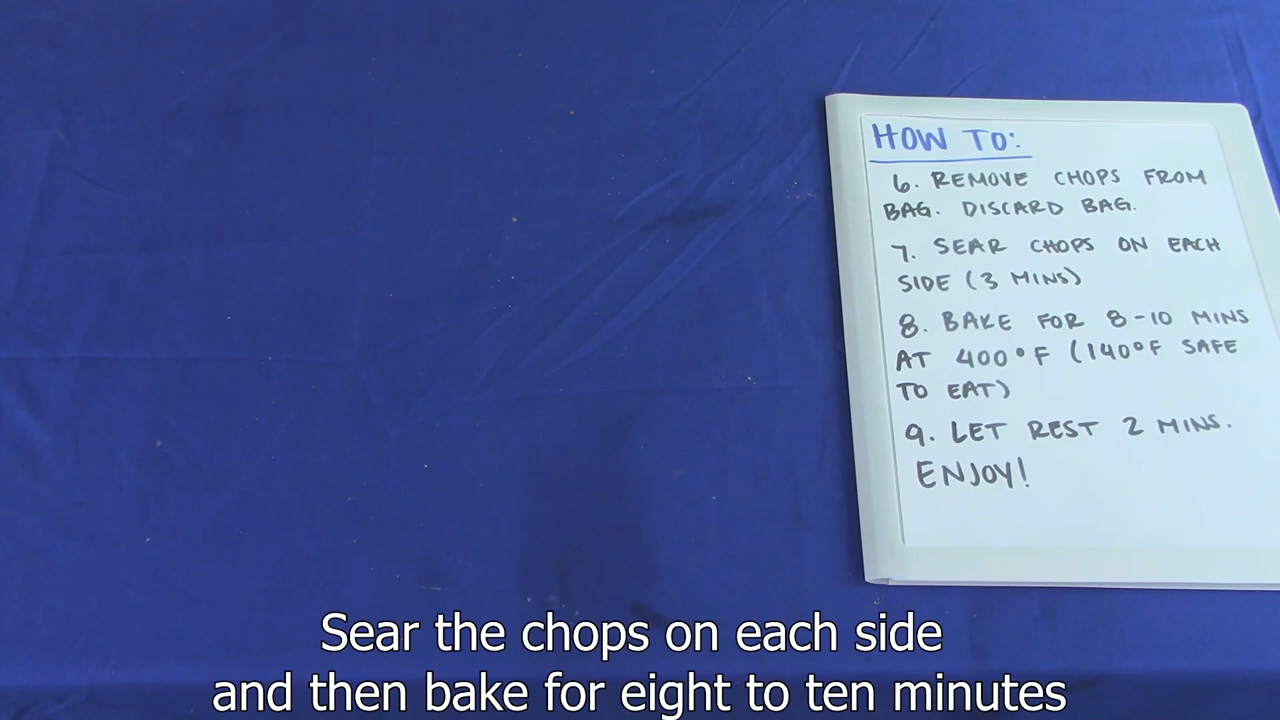 HOW TO:
6. REMOVE CHOPS FROM
BAG. DISCARD BAG.
7. SEAR CHOPS ON EACH
SIDE (3 MINS)
8. BAKE FOR 8-10 MINS
AT 400°F (140°F SAFE
TO EAT)
9. LET REST 2 MINS.
ENJOY!
Sear the chops on each side
and then bake for eight to ten minutes